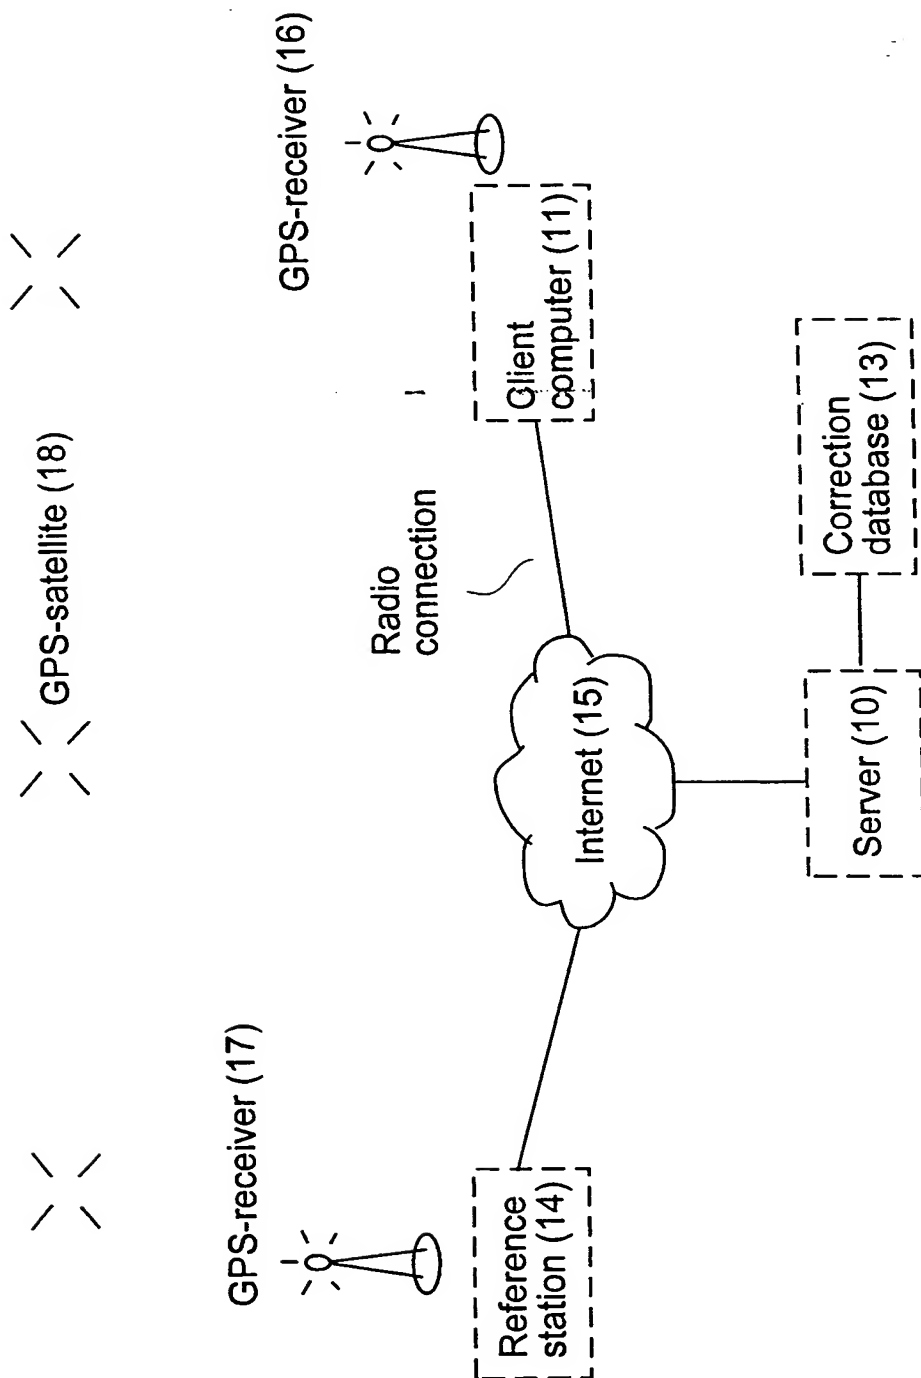 GPS-satellite (18)
GPS-receiver (17)
GPS-receiver (16)
Radio
connection
Reference
station (14)
Internet (15)
Client
computer (11)
Server (10)
Correction
database (13)